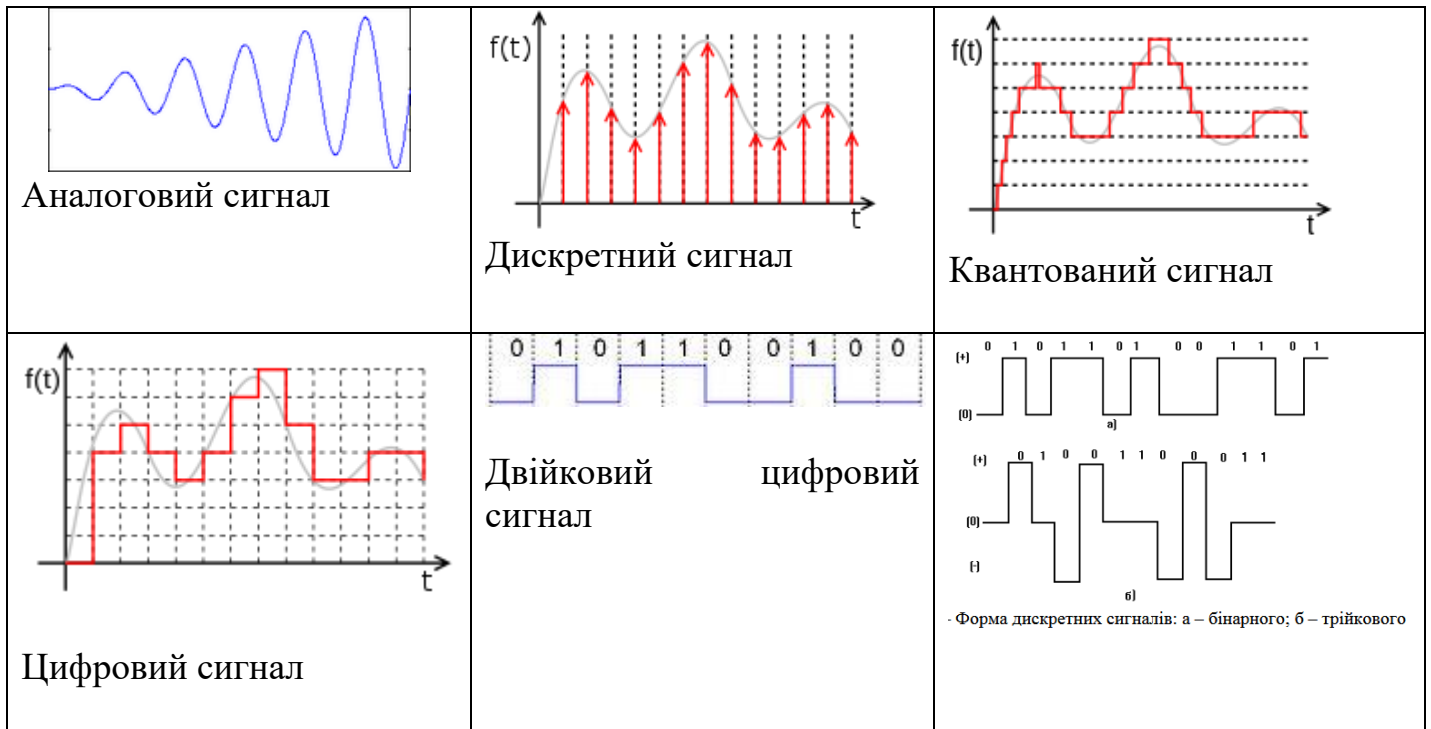 Аналоговий сигнал
f(t)
t
Дискретний сигнал
f(t)
t
Квантований сигнал
f(t)
t
Цифровий сигнал
0 1 0 1 1 0 0 1 0 0
Двійковий цифровий
сигнал
(+) 0 1 0 1 1 0 1 0 0 1 1 0 1
(0)
а)
(+) 0 1 0 0 1 1 0 0 0 1 1
(0)
(-)
б)
- Форма дискретних сигналів: а – бінарного; б – трійкового